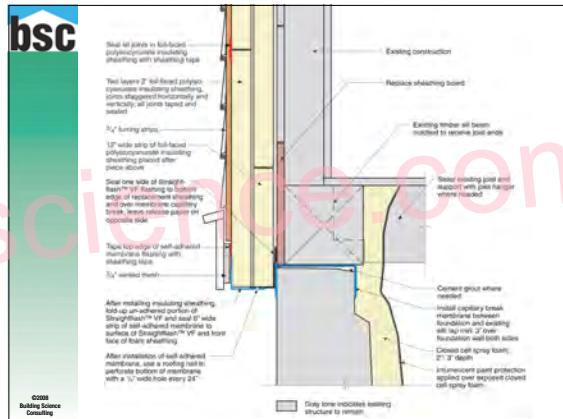 bsc
Seal all joints in foil-faced
polyisocyanurate insulating
sheathing with sheathing tape
Two layers 2" foil-faced polyiso-
cyanurate insulating sheathing,
joints staggered horizontally and
vertically; all joints taped and
sealed
3/4" furring strips
12" wide strip of foil-faced
polyisocyanurate insulating
sheathing placed after
piece above
Seal one side of Straight-
flash™ VF flashing to bottom
edge of replacement sheathing
and over membrane capillary
break, leave release paper on
opposite side
Tape top edge of self-adhered
membrane flashing with
sheathing tape
3/4" vented mesh
After installing insulating sheathing,
fold-up un-adhered portion of
Straightflash™ VF and seal 6" wide
strip of self-adhered membrane to
surface of Straightflash™ VF and front
face of foam sheathing
After installation of self-adhered
membrane, use a roofing nail to
perforate bottom of membrane
with a 1/4" wide hole every 24"
Existing construction
Replace sheathing board
Existing timber sill beam
notched to receive joist ends
Sister existing joist and
support with joist hanger
where needed
Cement grout where
needed
Install capillary break
membrane between
foundation and existing
sill; lap min. 3" over
foundation wall both sides
Closed cell spray foam,
2"- 3" depth
Intumescent paint protection
applied over exposed closed
cell spray foam
Gray tone indicates existing
structure to remain
©2008
Building Science
Consulting
science.com